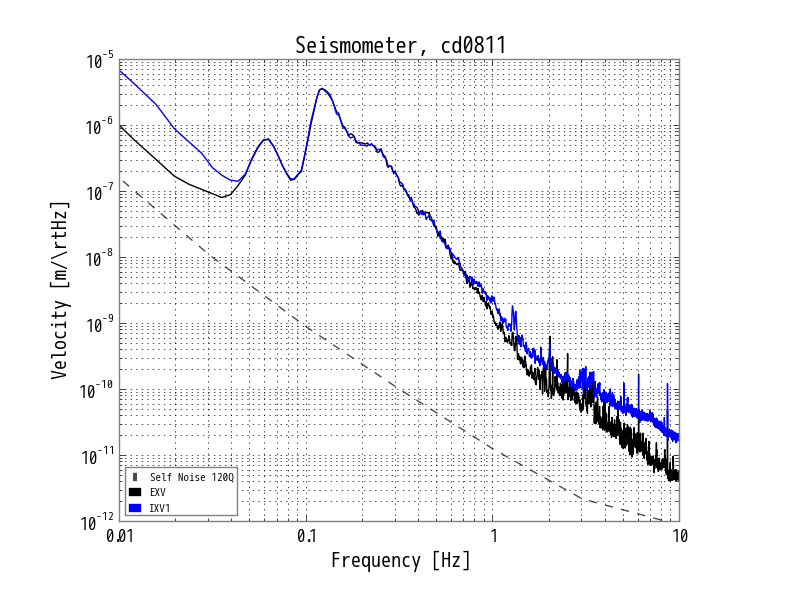 Seismometer, cd0811
Velocity [m/\rtHz]
10-5
10-6
10-7
10-8
10-9
10-10
10-11
10-12
Self Noise 120Q
EXV
IXV1
0.01 0.1 1 10
Frequency [Hz]